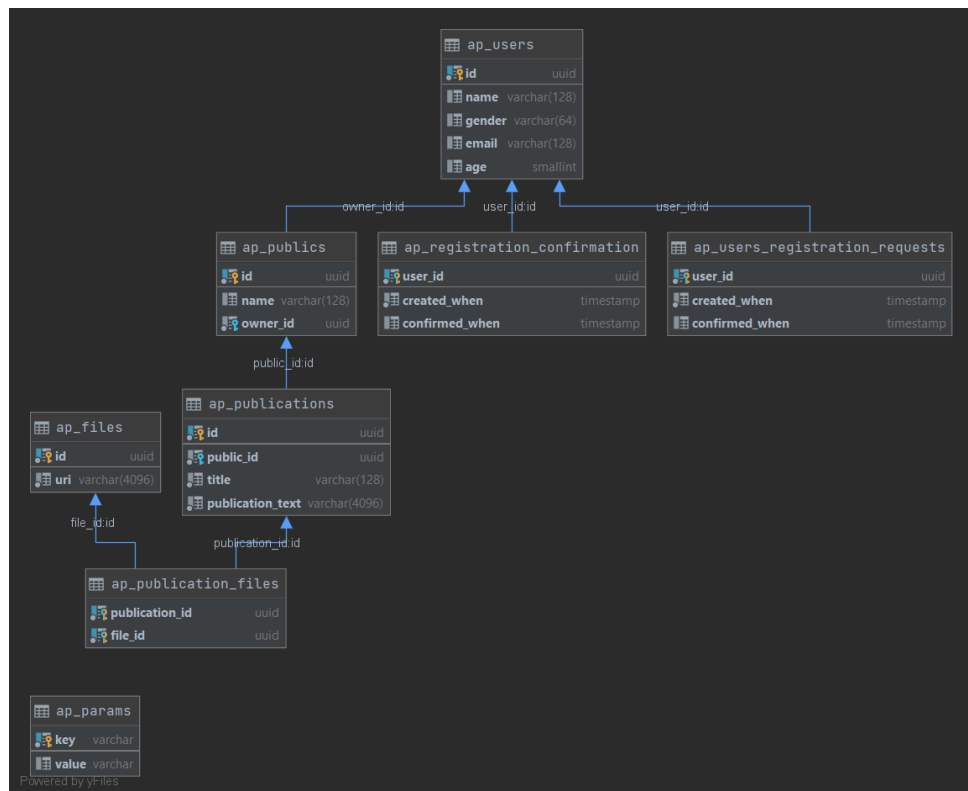 ap_users
id uuid
name varchar(128)
gender varchar(64)
email varchar(128)
age smallint
owner_id:id
user_id:id
user_id:id
ap_publics
id uuid
name varchar(128)
owner_id uuid
ap_registration_confirmation
user_id uuid
created_when timestamp
confirmed_when timestamp
ap_users_registration_requests
user_id uuid
created_when timestamp
confirmed_when timestamp
public_id:id
ap_files
id uuid
uri varchar(4096)
ap_publications
id uuid
public_id uuid
title varchar(128)
publication_text varchar(4096)
file_id:id
publication_id:id
ap_publication_files
publication_id uuid
file_id uuid
ap_params
key varchar
value varchar
Powered by yFiles